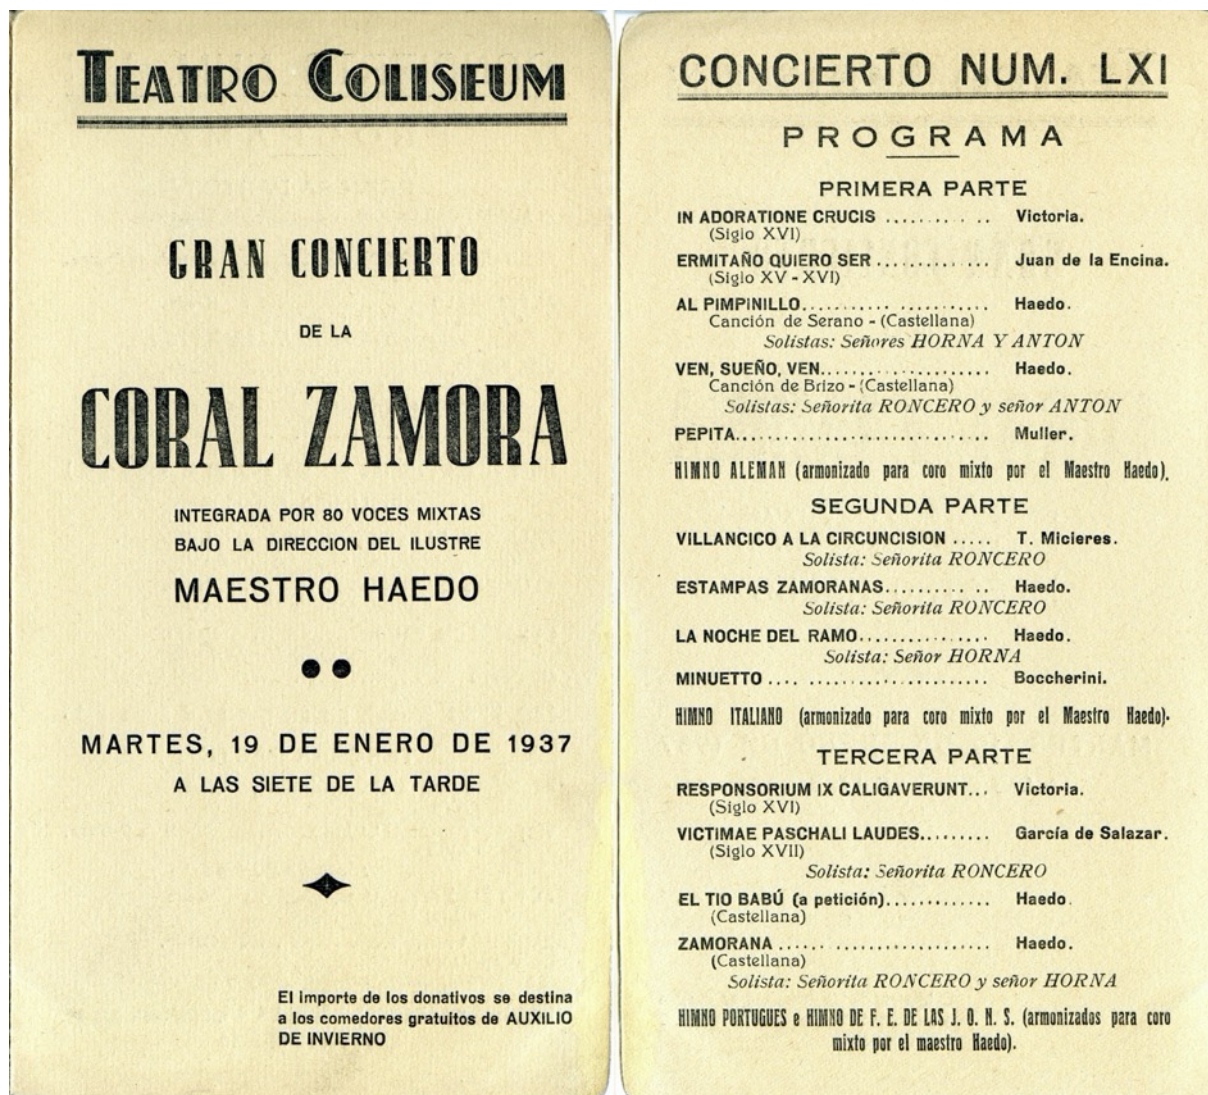 TEATRO COLISEUM
GRAN CONCIERTO
DE LA
CORAL ZAMORA
INTEGRADA POR 80 VOCES MIXTAS
BAJO LA DIRECCION DEL ILUSTRE
MAESTRO HAEDO
MARTES, 19 DE ENERO DE 1937
A LAS SIETE DE LA TARDE
El importe de los donativos se destina
a los comedores gratuitos de AUXILIO
DE INVIERNO
CONCIERTO NUM. LXI
PROGRAMA
PRIMERA PARTE
IN ADORATIONE CRUCIS .......... .. Victoria.
(Siglo XVI)
ERMITAÑO QUIERO SER .............. Juan de la Encina.
(Siglo XV - XVI)
AL PIMPINILLO.......... ........... Haedo.
Canción de Serano - (Castellana)
Solistas: Señores HORNA Y ANTON
VEN, SUEÑO, VEN..................... Haedo.
Canción de Brizo - (Castellana)
Solistas: Señorita RONCERO y señor ANTON
PEPITA............................... Muller.
HIMNO ALEMAN (armonizado para coro mixto por el Maestro Haedo).
SEGUNDA PARTE
VILLANCICO A LA CIRCUNCISION ..... T. Micieres.
Solista: Señorita RONCERO
ESTAMPAS ZAMORANAS.......... .. Haedo.
Solista: Señorita RONCERO
LA NOCHE DEL RAMO................ Haedo.
Solista: Señor HORNA
MINUETTO .... ...................... Boccherini.
HIMNO ITALIANO (armonizado para coro mixto por el Maestro Haedo).
TERCERA PARTE
RESPONSORIUM IX CALIGAVERUNT... Victoria.
(Siglo XVI)
VICTIMAE PASCHALI LAUDES......... García de Salazar.
(Siglo XVII)
Solista: Señorita RONCERO
EL TIO BABÚ (a petición)............. Haedo.
(Castellana)
ZAMORANA ...... ................... Haedo.
(Castellana)
Solista: Señorita RONCERO y señor HORNA
HIMNO PORTUGUES e HIMNO DE F. E. DE LAS J. O. N. S. (armonizados para coro
mixto por el maestro Haedo).